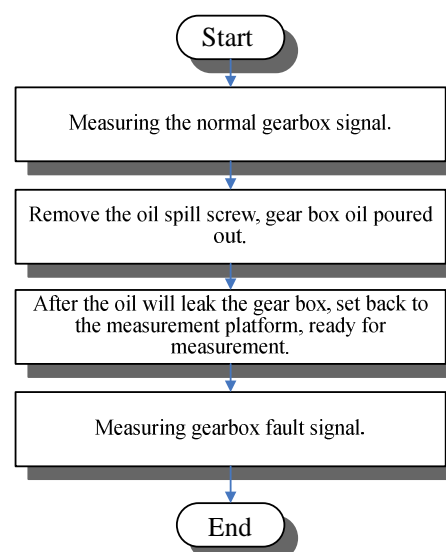 Start
Measuring the normal gearbox signal.
Remove the oil spill screw, gear box oil poured
out.
After the oil will leak the gear box, set back to
the measurement platform, ready for
measurement.
Measuring gearbox fault signal.
End